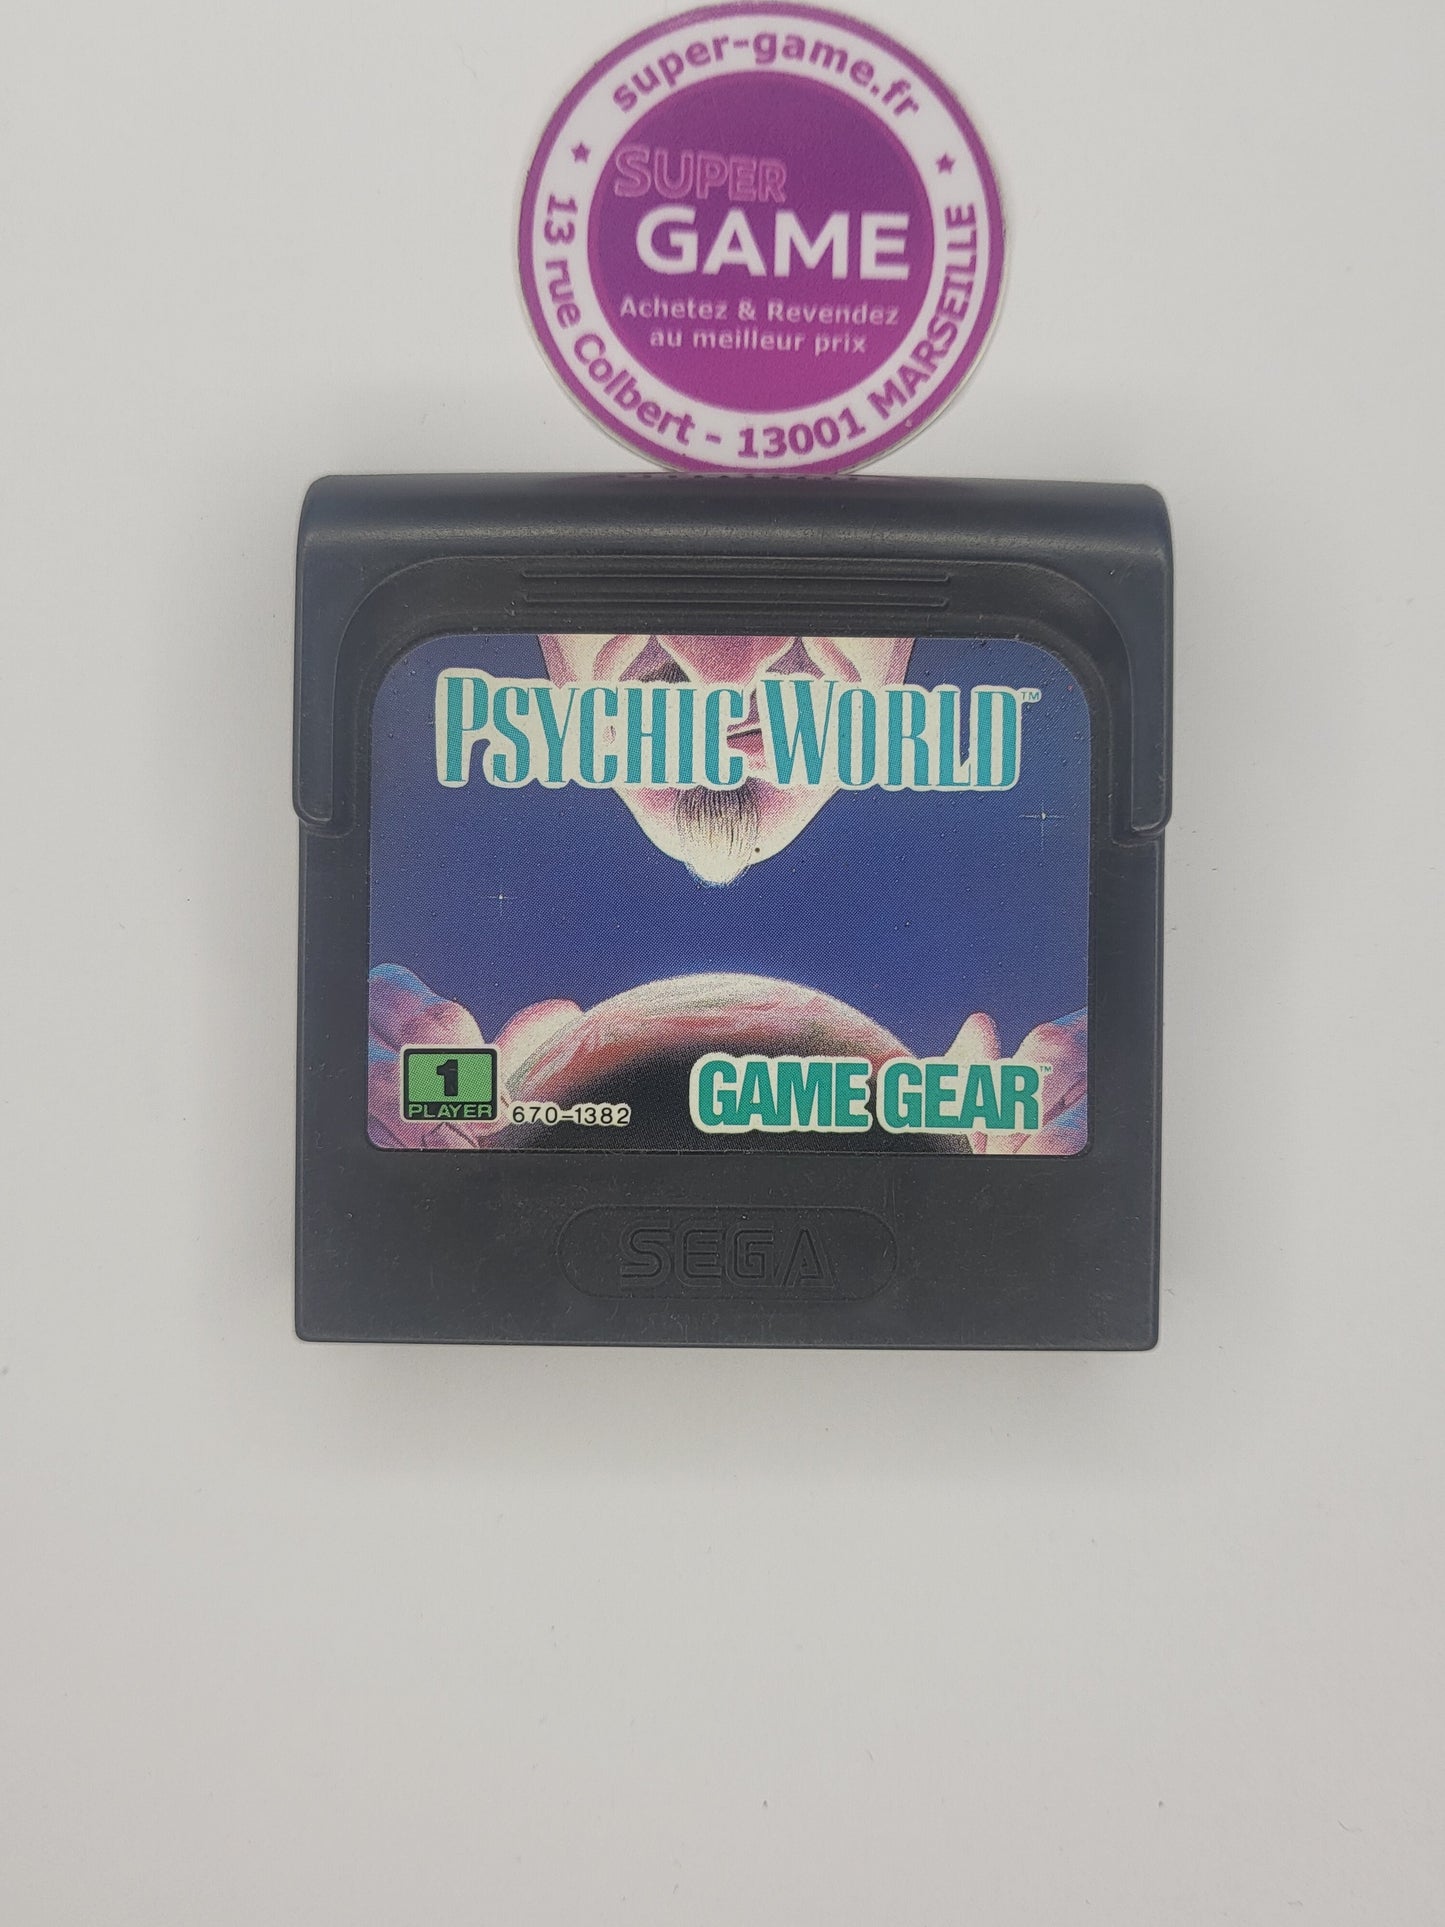 super-game.fr
SUPER
GAME
Achetez & Revendez
au meilleur prix
13 rue Colbert - 13001 MARSEILLE
PSYCHIC WORLD™
1
PLAYER
670-1382
GAME GEAR™
SEGA